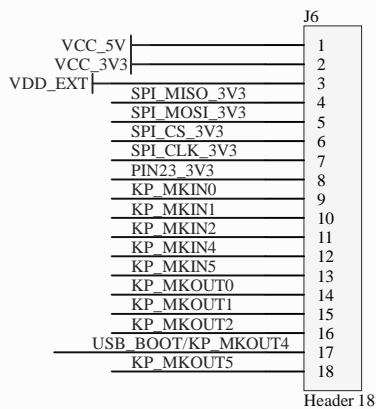 J6
VCC_5V 1
VCC_3V3 2
VDD_EXT 3
SPI_MISO_3V3 4
SPI_MOSI_3V3 5
SPI_CS_3V3 6
SPI_CLK_3V3 7
PIN23_3V3 8
KP_MKIN0 9
KP_MKIN1 10
KP_MKIN2 11
KP_MKIN4 12
KP_MKIN5 13
KP_MKOUT0 14
KP_MKOUT1 15
KP_MKOUT2 16
USB_BOOT/KP_MKOUT4 17
KP_MKOUT5 18
Header 18